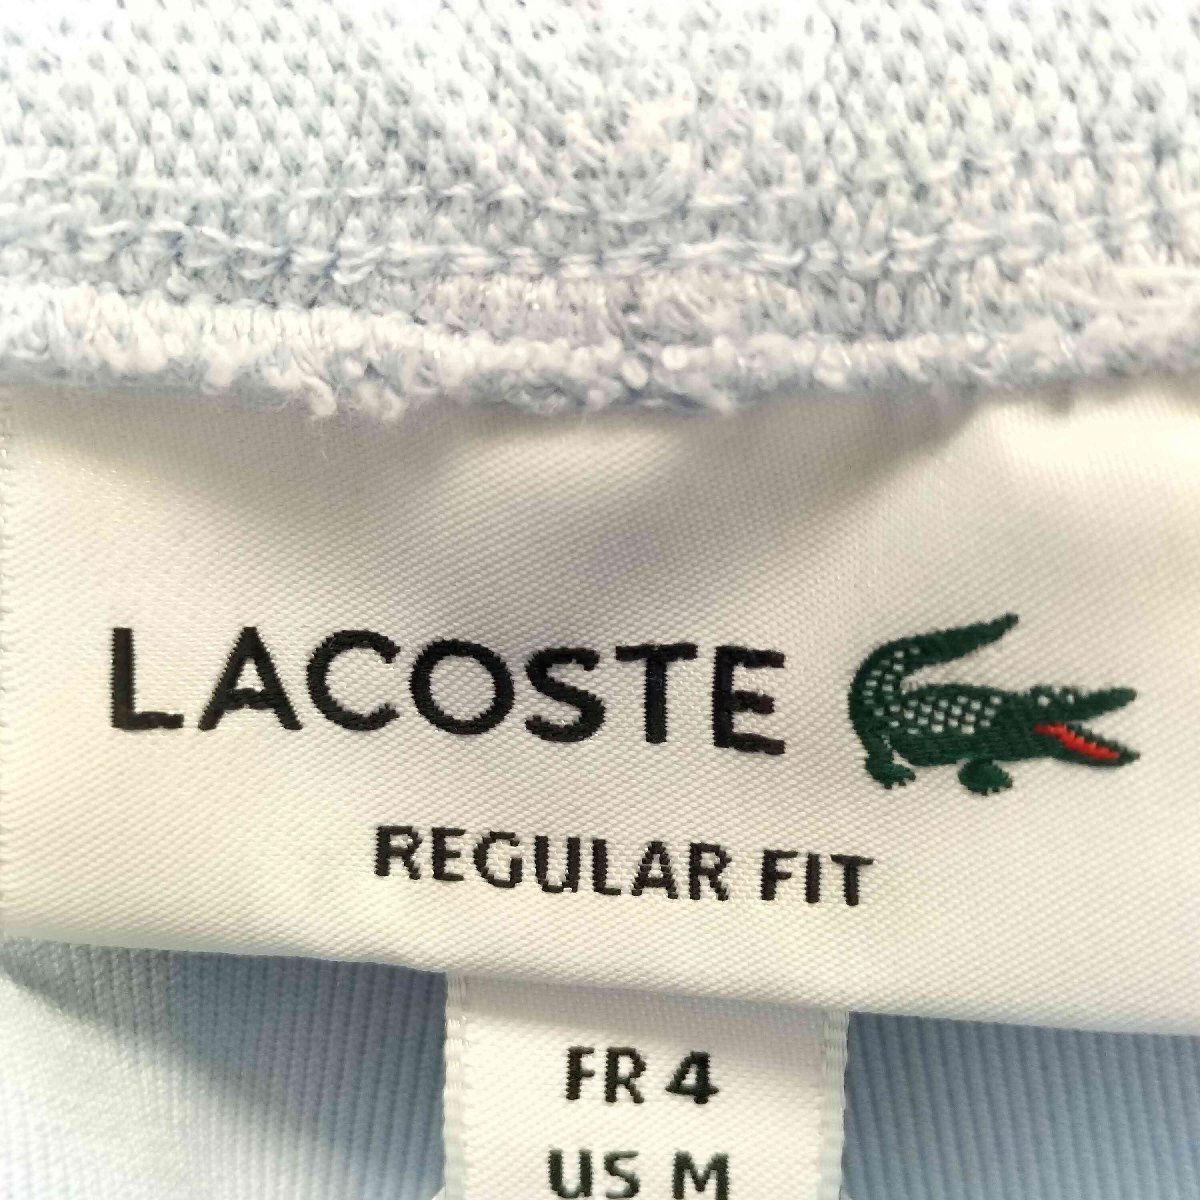 LACOSTE
REGULAR FIT
FR 4
US M